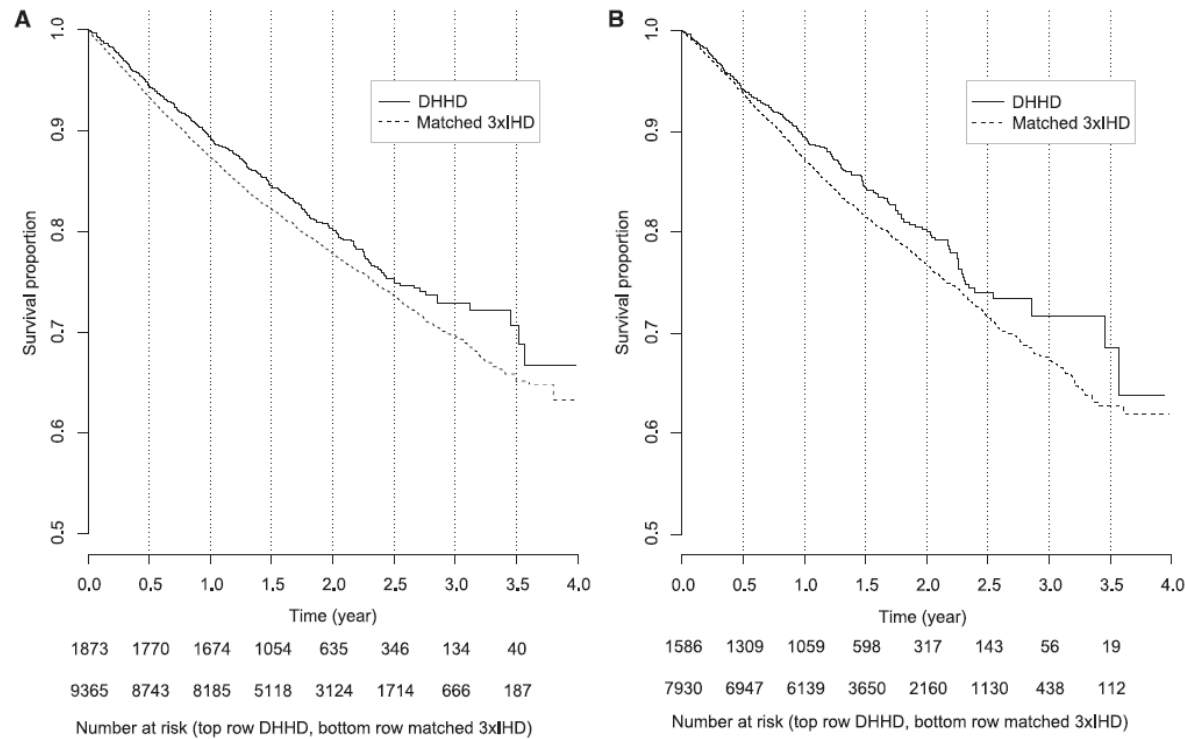 A
1.0
0.9
0.8
0.7
0.6
0.5
Survival proportion
DHHD
Matched 3xIHD
0.0 0.5 1.0 1.5 2.0 2.5 3.0 3.5 4.0
Time (year)
1873 1770 1674 1054 635 346 134 40
9365 8743 8185 5118 3124 1714 666 187
Number at risk (top row DHHD, bottom row matched 3xIHD)
B
1.0
0.9
0.8
0.7
0.6
0.5
Survival proportion
DHHD
Matched 3xIHD
0.0 0.5 1.0 1.5 2.0 2.5 3.0 3.5 4.0
Time (year)
1586 1309 1059 598 317 143 56 19
7930 6947 6139 3650 2160 1130 438 112
Number at risk (top row DHHD, bottom row matched 3xIHD)